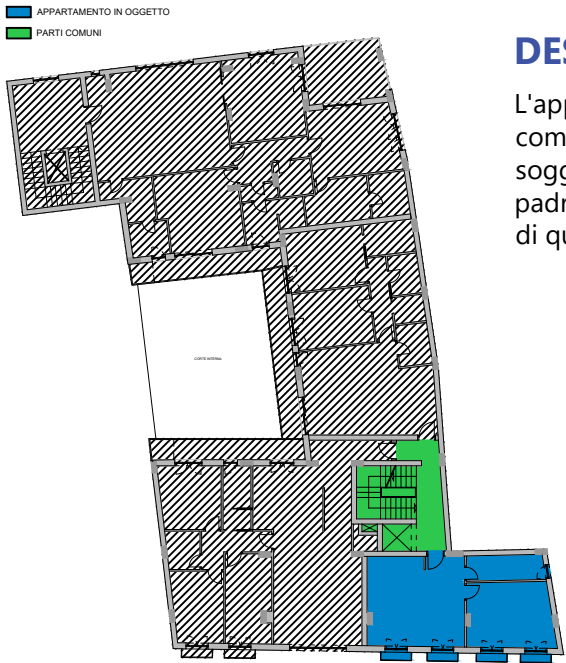 APPARTAMENTO IN OGGETTO
PARTI COMUNI
DES
L'app
com
sogg
padr
di qu
CORTE INTERNA